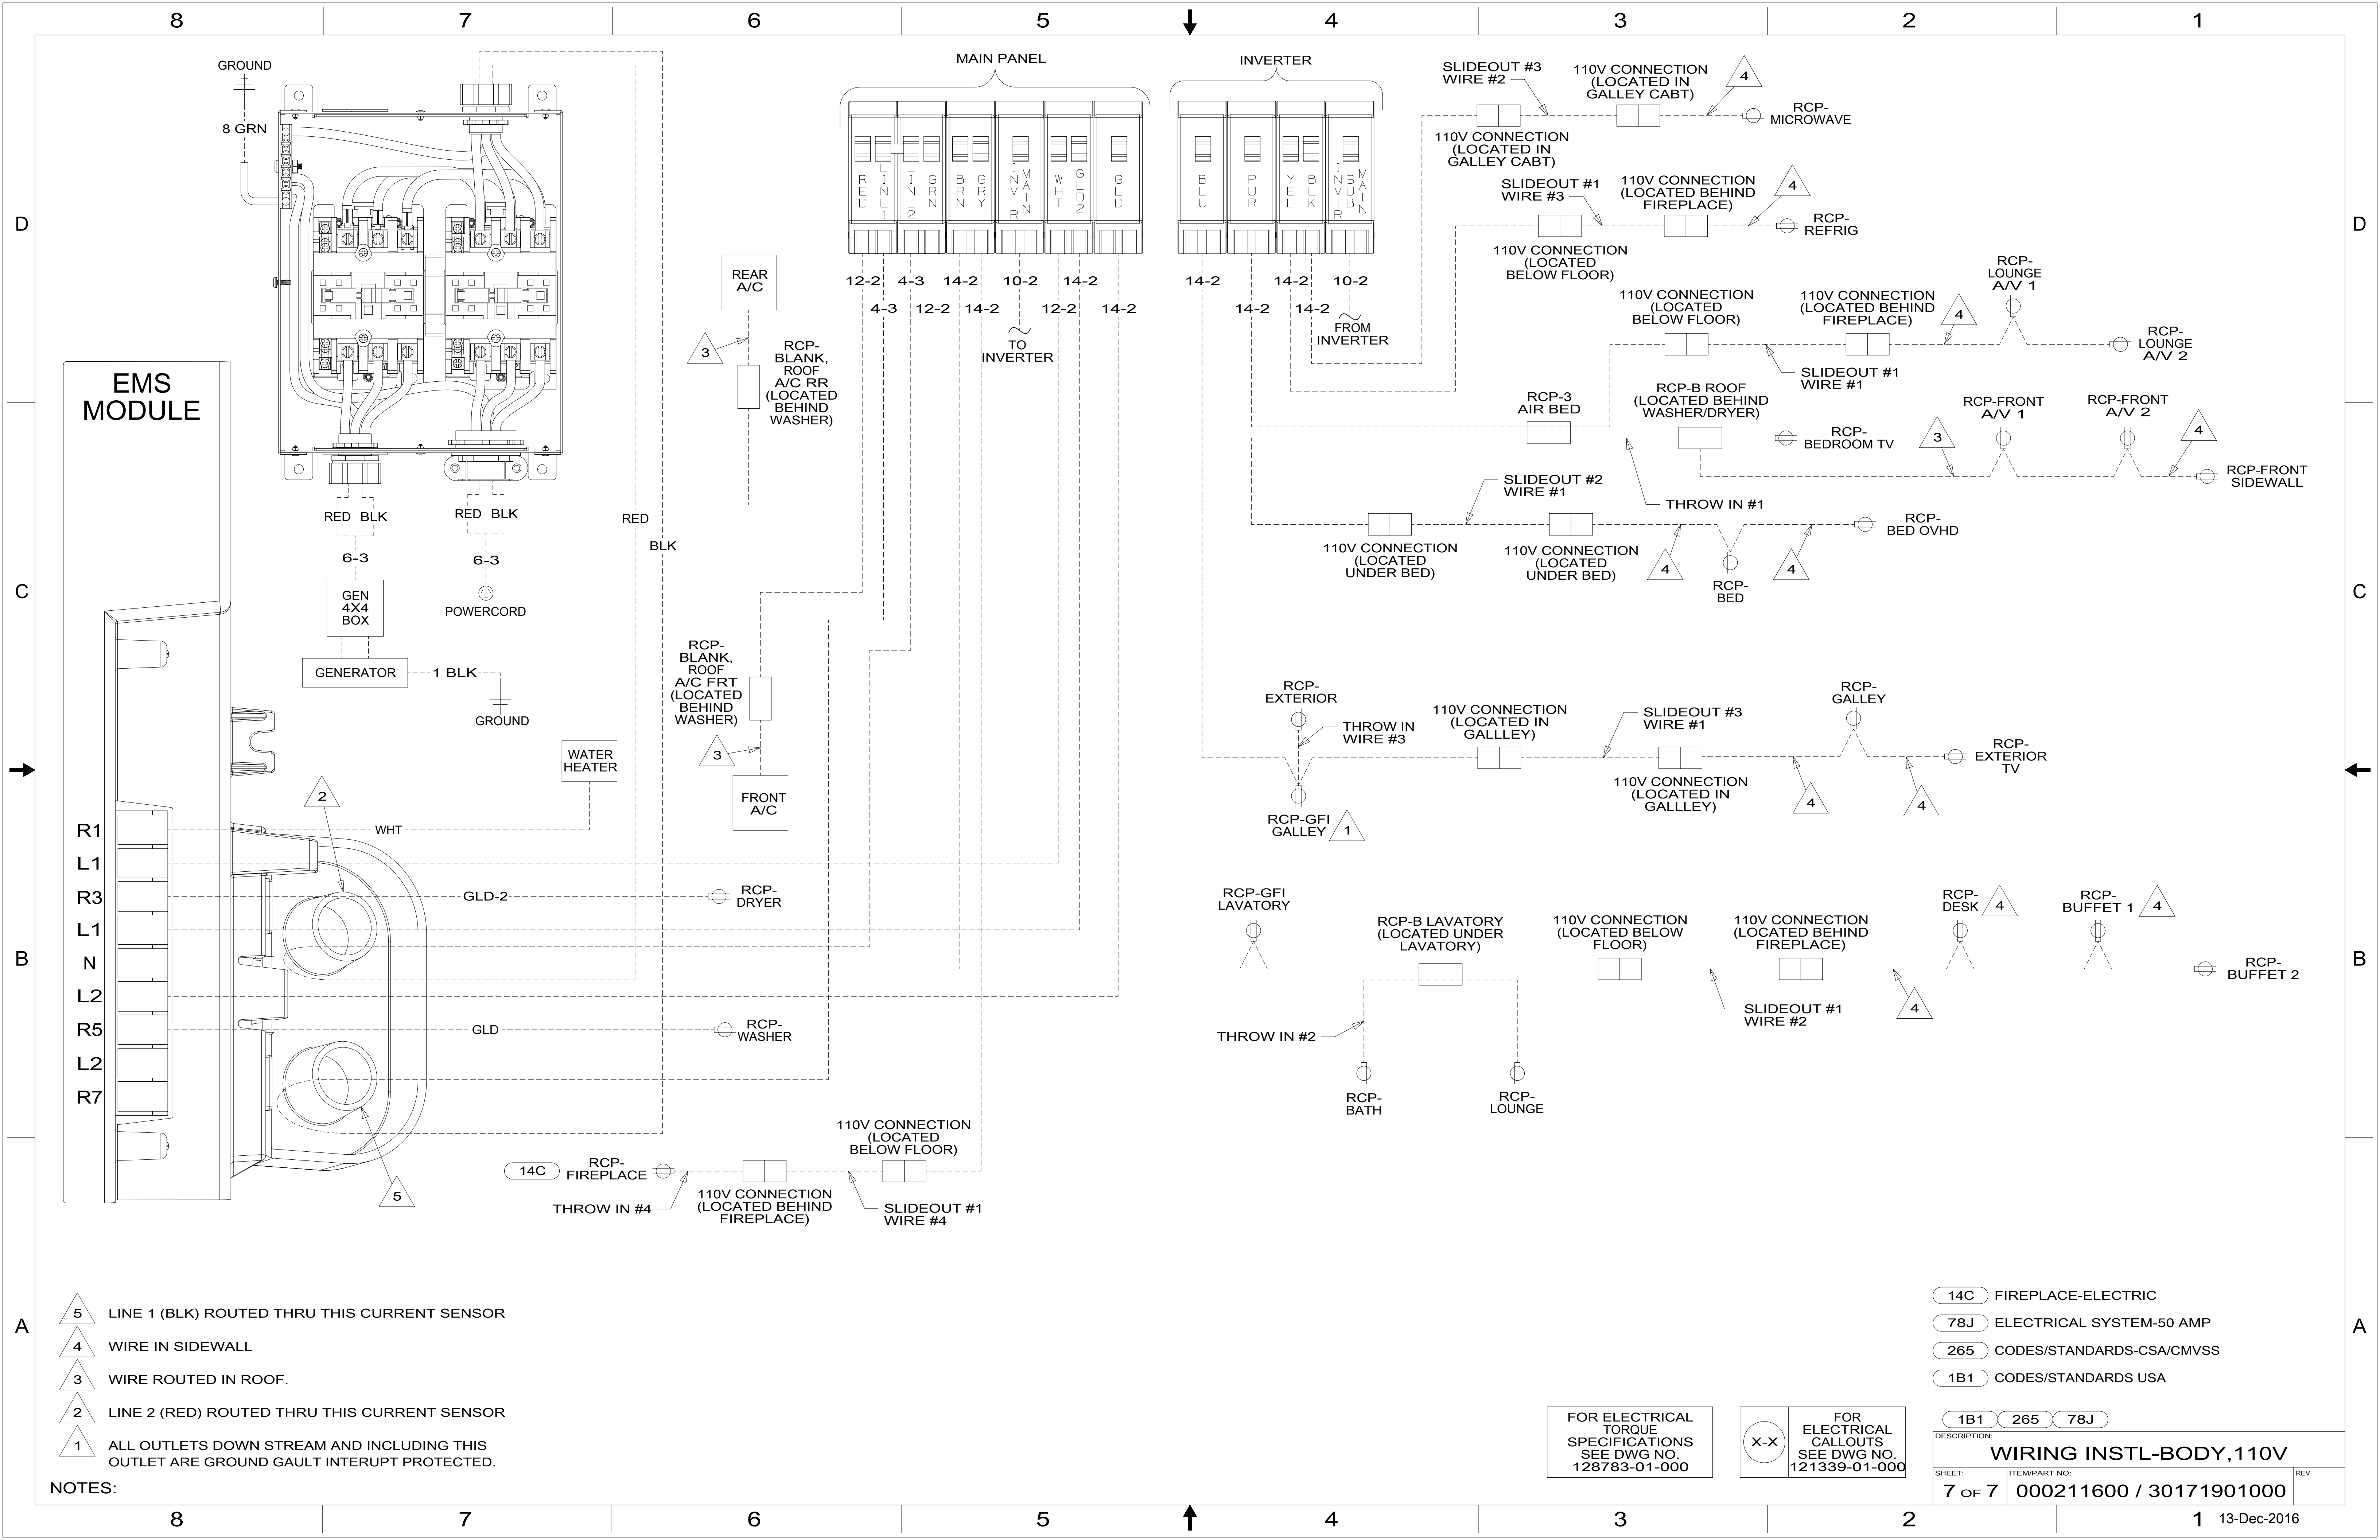 8 7 6 5 4 3 2 1
GROUND
8 GRN
MAIN PANEL
INVERTER
RED
LINE1
LINE2
GRN
BRN
GRY
INVTR
MAIN
WHT
GLD2
GLD
BLU
PUR
YEL
BLK
INVTR
SUB
MAIN
12-2 4-3 14-2 10-2 14-2
4-3 12-2 14-2 12-2 14-2
TO
INVERTER
14-2 14-2 10-2
14-2 14-2
FROM
INVERTER
SLIDEOUT #3
WIRE #2
110V CONNECTION
(LOCATED IN
GALLEY CABT)
4
RCP-
MICROWAVE
110V CONNECTION
(LOCATED IN
GALLEY CABT)
SLIDEOUT #1
WIRE #3
110V CONNECTION
(LOCATED BEHIND
FIREPLACE)
4
RCP-
REFRIG
110V CONNECTION
(LOCATED
BELOW FLOOR)
D
D
RCP-
LOUNGE
A/V 1
110V CONNECTION
(LOCATED
BELOW FLOOR)
110V CONNECTION
(LOCATED BEHIND
FIREPLACE)
4
RCP-
LOUNGE
A/V 2
SLIDEOUT #1
WIRE #1
REAR
A/C
3
RCP-
BLANK,
ROOF
A/C RR
(LOCATED
BEHIND
WASHER)
EMS
MODULE
RCP-3
AIR BED
RCP-B ROOF
(LOCATED BEHIND
WASHER/DRYER)
RCP-
BEDROOM TV
RCP-FRONT
A/V 1
RCP-FRONT
A/V 2
3
4
RCP-FRONT
SIDEWALL
SLIDEOUT #2
WIRE #1
THROW IN #1
110V CONNECTION
(LOCATED
UNDER BED)
110V CONNECTION
(LOCATED
UNDER BED)
4
4
RCP-
BED
RCP-
BED OVHD
RED BLK
RED BLK
6-3
6-3
RED
BLK
C
C
GEN
4X4
BOX
POWERCORD
GENERATOR
1 BLK
GROUND
RCP-
BLANK,
ROOF
A/C FRT
(LOCATED
BEHIND
WASHER)
3
FRONT
A/C
WATER
HEATER
RCP-
EXTERIOR
THROW IN
WIRE #3
RCP-GFI
GALLEY
1
110V CONNECTION
(LOCATED IN
GALLLEY)
SLIDEOUT #3
WIRE #1
110V CONNECTION
(LOCATED IN
GALLLEY)
RCP-
GALLEY
4
4
RCP-
EXTERIOR
TV
2
R1
L1
R3
L1
N
L2
R5
L2
R7
WHT
GLD-2
RCP-
DRYER
GLD
RCP-
WASHER
5
B
B
RCP-GFI
LAVATORY
RCP-B LAVATORY
(LOCATED UNDER
LAVATORY)
110V CONNECTION
(LOCATED BELOW
FLOOR)
110V CONNECTION
(LOCATED BEHIND
FIREPLACE)
RCP-
DESK
4
RCP-
BUFFET 1
4
RCP-
BUFFET 2
SLIDEOUT #1
WIRE #2
4
THROW IN #2
RCP-
BATH
RCP-
LOUNGE
110V CONNECTION
(LOCATED
BELOW FLOOR)
14C
RCP-
FIREPLACE
THROW IN #4
110V CONNECTION
(LOCATED BEHIND
FIREPLACE)
SLIDEOUT #1
WIRE #4
A
A
5 LINE 1 (BLK) ROUTED THRU THIS CURRENT SENSOR
4 WIRE IN SIDEWALL
3 WIRE ROUTED IN ROOF.
2 LINE 2 (RED) ROUTED THRU THIS CURRENT SENSOR
1 ALL OUTLETS DOWN STREAM AND INCLUDING THIS
OUTLET ARE GROUND GAULT INTERUPT PROTECTED.
NOTES:
14C FIREPLACE-ELECTRIC
78J ELECTRICAL SYSTEM-50 AMP
265 CODES/STANDARDS-CSA/CMVSS
1B1 CODES/STANDARDS USA
1B1 265 78J
FOR ELECTRICAL
TORQUE
SPECIFICATIONS
SEE DWG NO.
128783-01-000
X-X
FOR
ELECTRICAL
CALLOUTS
SEE DWG NO.
121339-01-000
DESCRIPTION:
WIRING INSTL-BODY,110V
SHEET: ITEM/PART NO: REV
7 OF 7 000211600 / 30171901000
8 7 6 5 4 3 2 1
13-Dec-2016